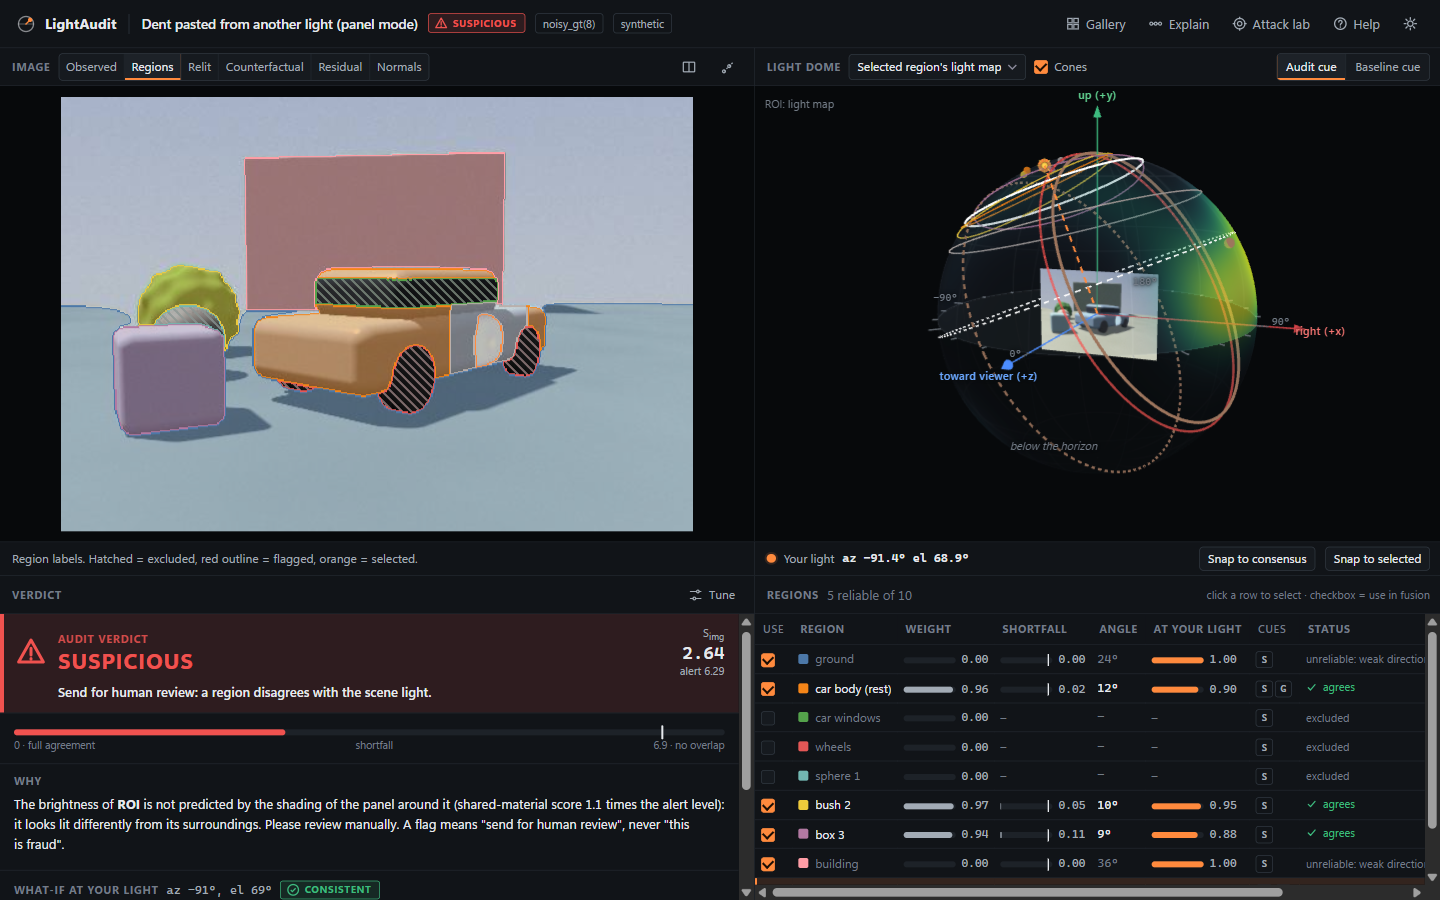 LightAudit Dent pasted from another light (panel mode) SUSPICIOUS noisy_gt(8) synthetic Gallery Explain Attack lab Help
IMAGE Observed Regions Relit Counterfactual Residual Normals
LIGHT DOME Selected region's light map Cones Audit cue Baseline cue
ROI: light map
up (+y)
−90°
90°
right (+x)
0°
toward viewer (+z)
below the horizon
Region labels. Hatched = excluded, red outline = flagged, orange = selected.
Your light az −91.4° el 68.9° Snap to consensus Snap to selected
VERDICT Tune
AUDIT VERDICT
SUSPICIOUS
Send for human review: a region disagrees with the scene light.
Simg
2.64
alert 6.29
0 · full agreement shortfall 6.9 · no overlap
WHY
The brightness of ROI is not predicted by the shading of the panel around it (shared-material score 1.1 times the alert level):
it looks lit differently from its surroundings. Please review manually. A flag means "send for human review", never "this
is fraud".
WHAT-IF AT YOUR LIGHT az −91°, el 69° CONSISTENT
REGIONS 5 reliable of 10 click a row to select · checkbox = use in fusion
USE REGION WEIGHT SHORTFALL ANGLE AT YOUR LIGHT CUES STATUS
ground 0.00 0.00 24° 1.00 S unreliable: weak directio
car body (rest) 0.96 0.02 12° 0.90 S G agrees
car windows 0.00 – – – S excluded
wheels 0.00 – – – S excluded
sphere 1 0.00 – – – S excluded
bush 2 0.97 0.05 10° 0.95 S agrees
box 3 0.94 0.11 9° 0.88 S agrees
building 0.00 0.00 36° 1.00 S unreliable: weak directio